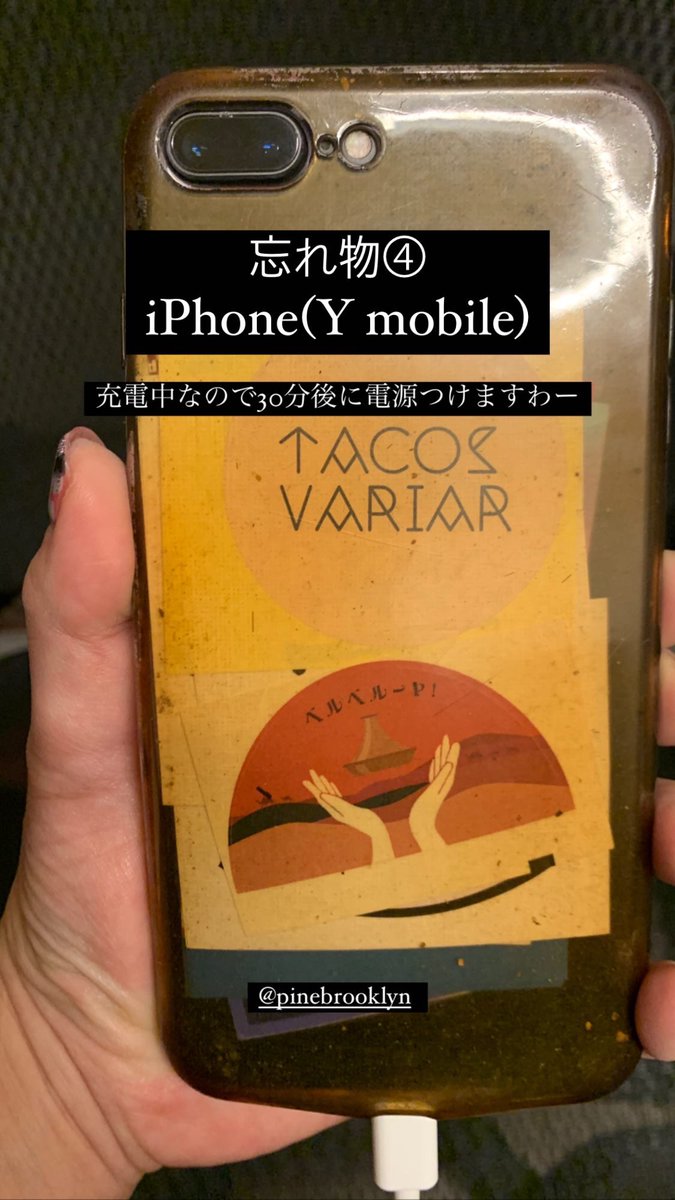 忘れ物④
iPhone(Y mobile)
充電中なので30分後に電源つけますわー
TACOS
VARIAR
ベルベルーむ!
@pinebrooklyn